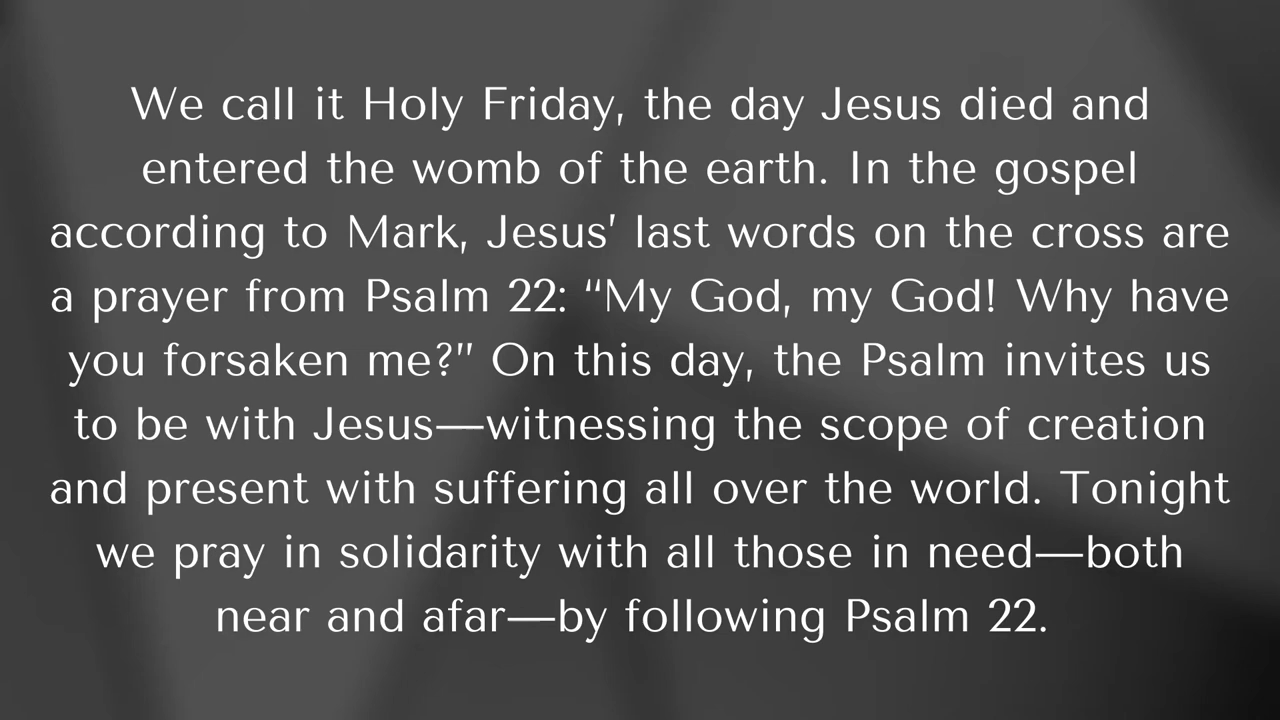 We call it Holy Friday, the day Jesus died and
entered the womb of the earth. In the gospel
according to Mark, Jesus’ last words on the cross are
a prayer from Psalm 22: “My God, my God! Why have
you forsaken me?” On this day, the Psalm invites us
to be with Jesus—witnessing the scope of creation
and present with suffering all over the world. Tonight
we pray in solidarity with all those in need—both
near and afar—by following Psalm 22.